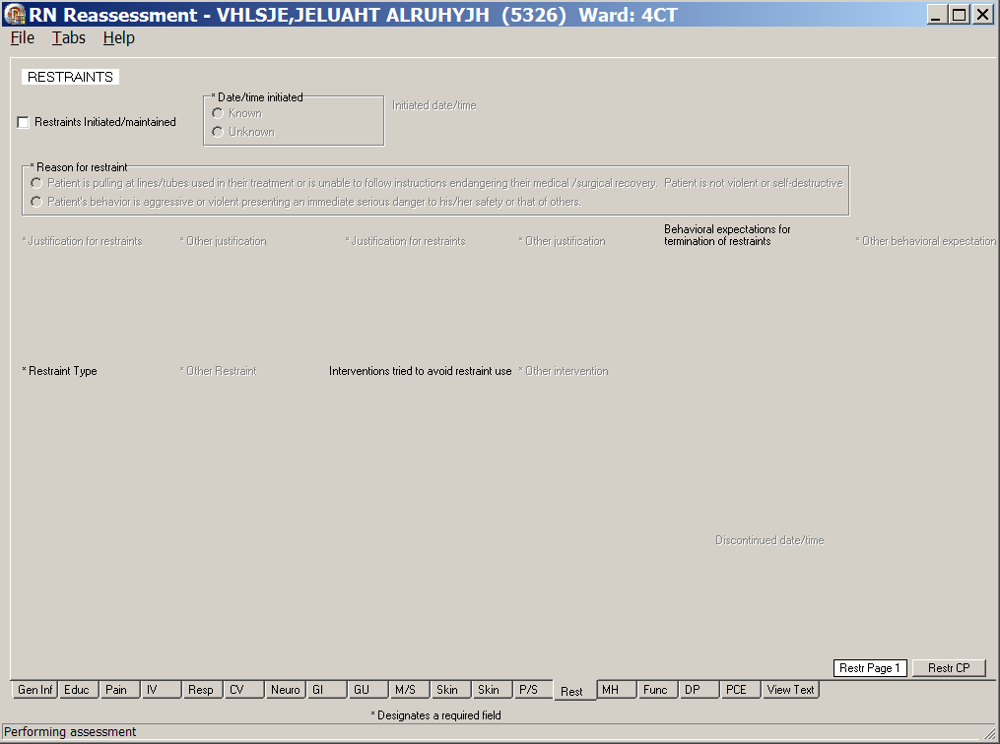 RN Reassessment - VHLSJE,JELUAHT ALRUHYJH (5326) Ward: 4CT
File Tabs Help
RESTRAINTS
* Date/time initiated
Initiated date/time
Known
Restraints Initiated/maintained
Unknown
* Reason for restraint
Patient is pulling at lines/tubes used in their treatment or is unable to follow instructions endangering their medical /surgical recovery. Patient is not violent or self-destructive
Patient's behavior is aggressive or violent presenting an immediate serious danger to his/her safety or that of others.
* Justification for restraints * Other justification * Justification for restraints * Other justification
Behavioral expectations for
termination of restraints
* Other behavioral expectation
* Restraint Type * Other Restraint Interventions tried to avoid restraint use * Other intervention
Discontinued date/time
Restr Page 1 Restr CP
Gen Inf Educ Pain IV Resp CV Neuro GI GU M/S Skin Skin P/S Rest MH Func DP PCE View Text
* Designates a required field
Performing assessment